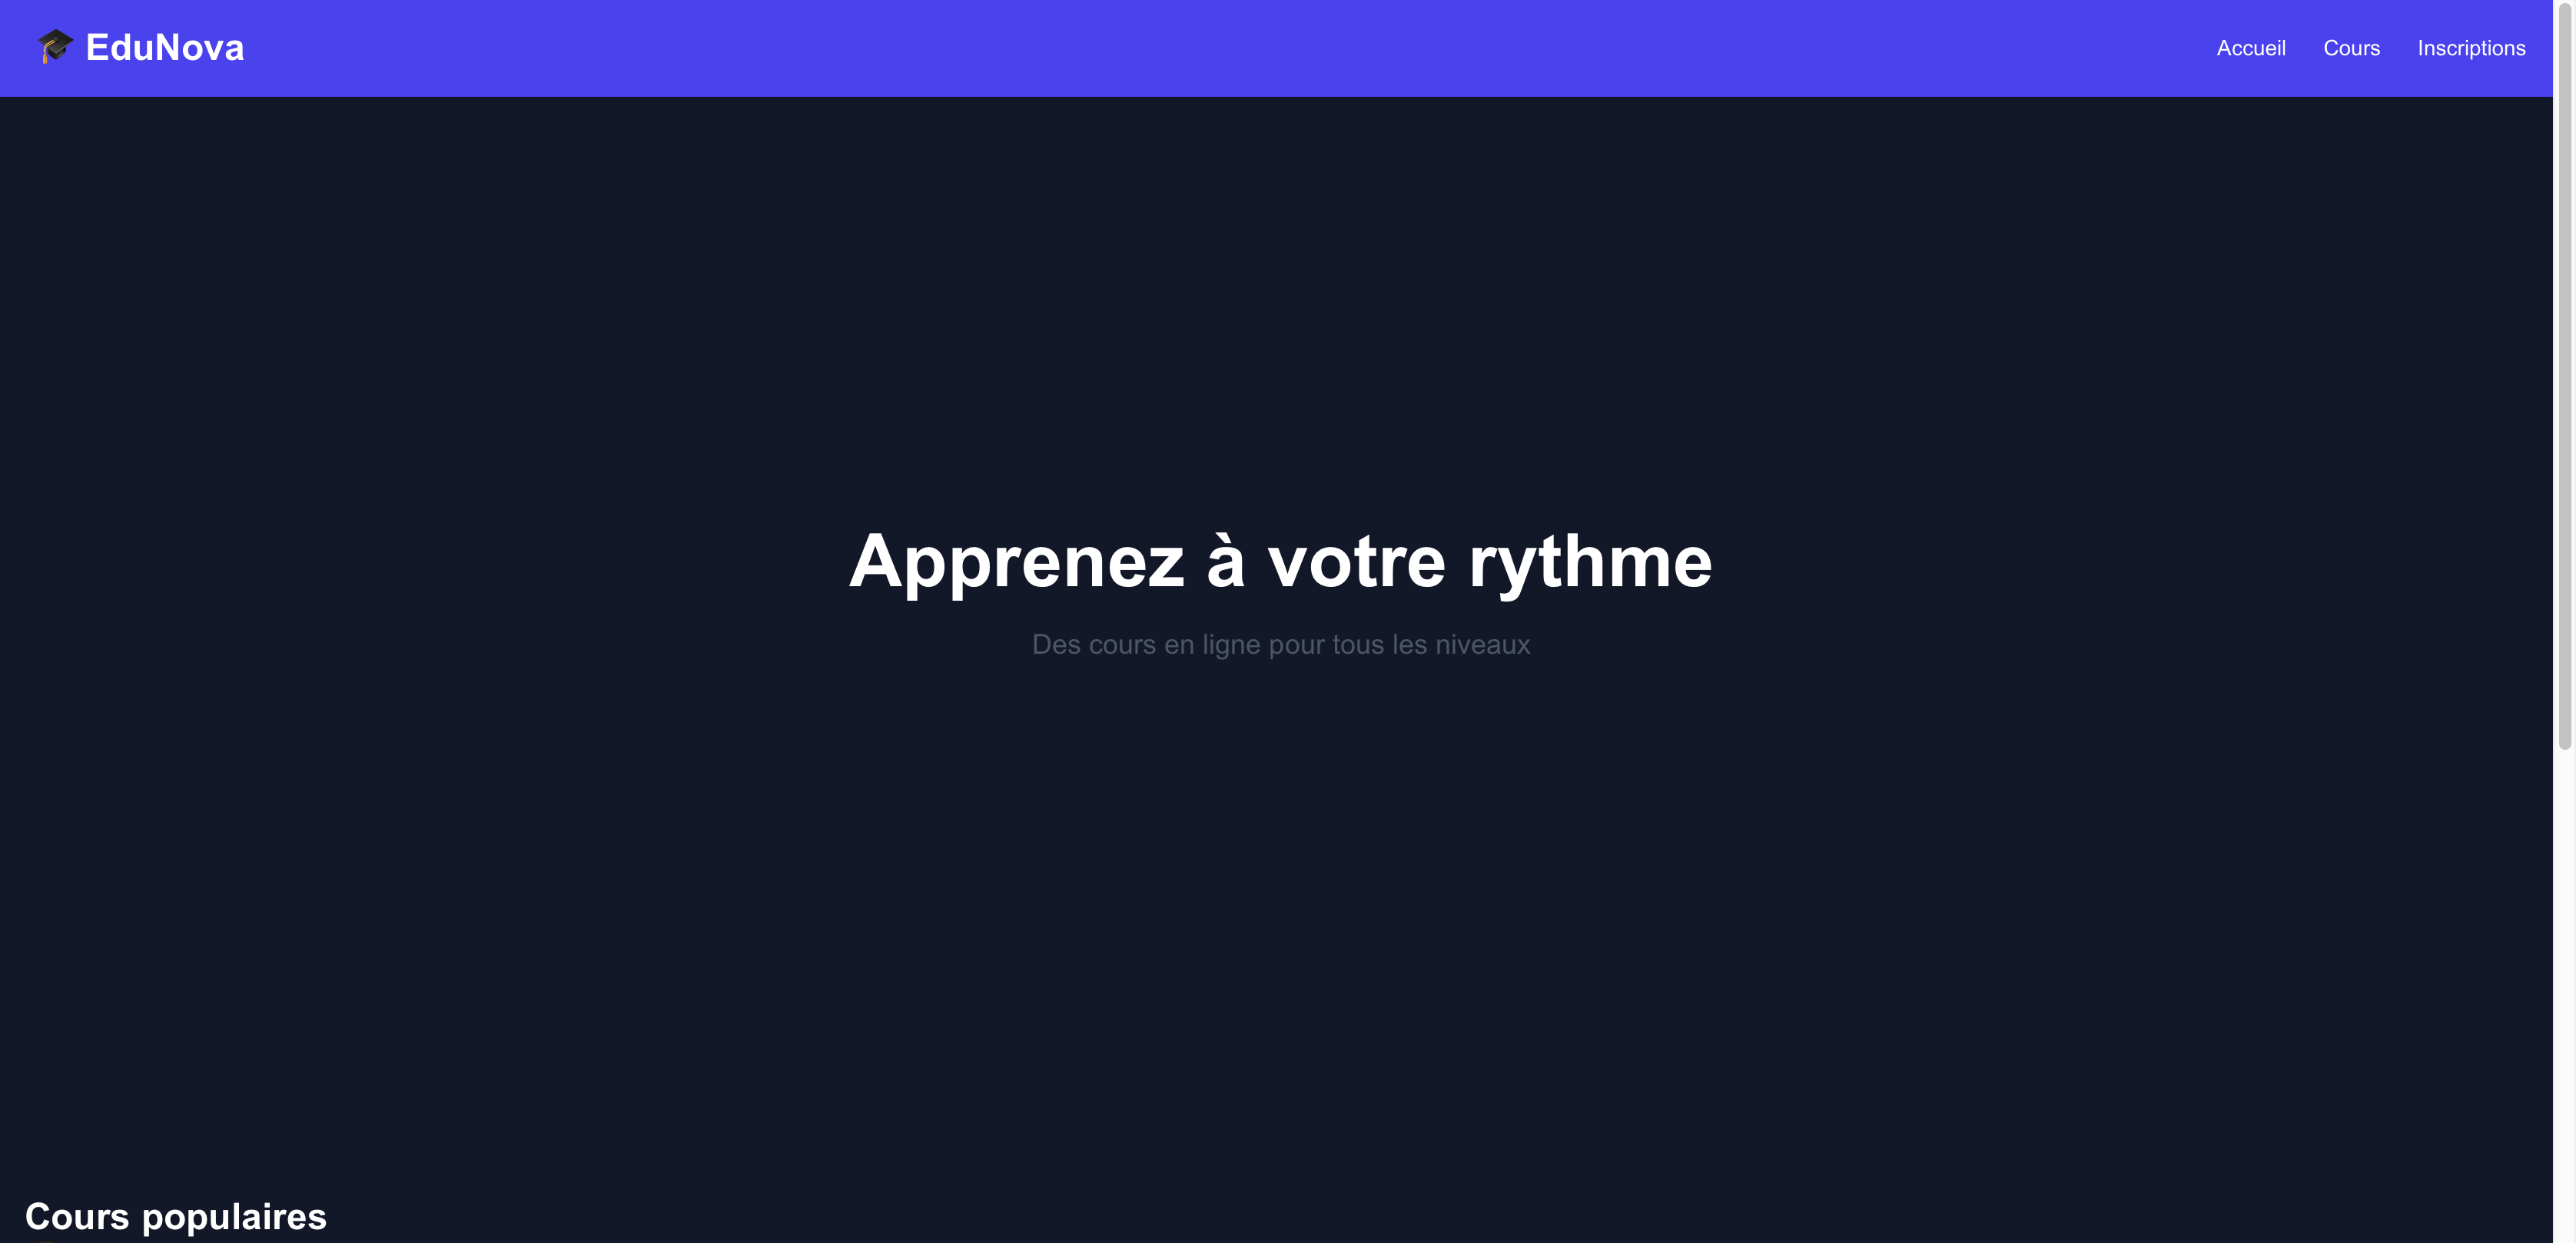 🎓 EduNova
Accueil Cours Inscriptions
Apprenez à votre rythme
Des cours en ligne pour tous les niveaux
Cours populaires